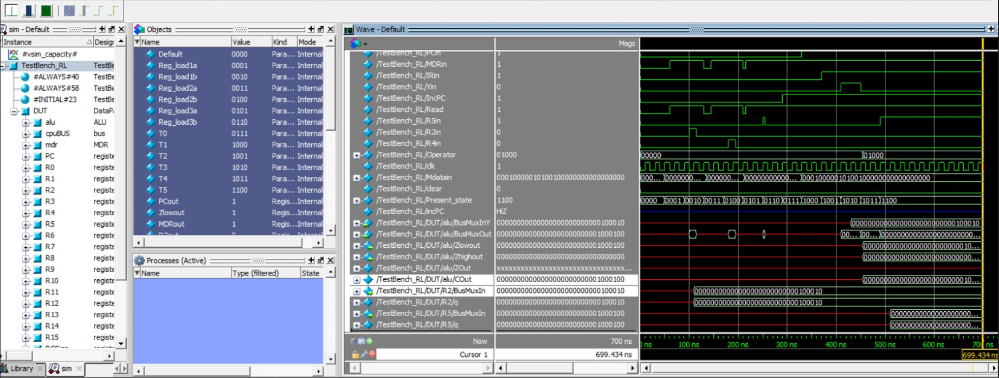 sim - Default
Instance Design
#vsim_capacity#
TestBench_RL TestBe
#ALWAYS#40 TestBe
#ALWAYS#58 TestBe
#INITIAL#23 TestBe
DUT DataPa
alu ALU
cpuBUS bus
mdr MDR
PC registe
R0 registe
R1 registe
R2 registe
R3 registe
R4 registe
R5 registe
R6 registe
R7 registe
R8 registe
R9 registe
R10 registe
R11 registe
R12 registe
R13 registe
R14 registe
R15 registe
Library sim
Objects
Name Value Kind Mode
Default 0000 Para... Internal
Reg_load1a 0001 Para... Internal
Reg_load1b 0010 Para... Internal
Reg_load2a 0011 Para... Internal
Reg_load2b 0100 Para... Internal
Reg_load3a 0101 Para... Internal
Reg_load3b 0110 Para... Internal
T0 0111 Para... Internal
T1 1000 Para... Internal
T2 1001 Para... Internal
T3 1010 Para... Internal
T4 1011 Para... Internal
T5 1100 Para... Internal
PCout 1 Regis... Internal
Zlowout 1 Regis... Internal
MDRout 1 Regis... Internal
Processes (Active)
Name Type (filtered) State
Wave - Default
Msgs
/TestBench_RL/PCin 1
/TestBench_RL/MDRin 1
/TestBench_RL/IRin 1
/TestBench_RL/Yin 0
/TestBench_RL/IncPC 1
/TestBench_RL/Read 1
/TestBench_RL/R5in 1
/TestBench_RL/R2in 0
/TestBench_RL/R4in 0
/TestBench_RL/Operator 01000 00000 01000
/TestBench_RL/clk 1
/TestBench_RL/Mdatain 00010000010100100000000000000000 000... 0000000... 000000... 00000000000... 00010000010100100000000000000000
/TestBench_RL/clear 0
/TestBench_RL/Present_state 1100 0000 0001 0010 0011 0100 0101 0110 0111 1000 1001 1010 1011 1100
/TestBench_RL/incPC HiZ
/TestBench_RL/DUT/alu/BusMuxInY 00000000000000000000000000100010 00000000000000000000000000100010
/TestBench_RL/DUT/alu/BusMuxOut 00000000000000000000000001000100 00... 00... 00000000000000000000000...
/TestBench_RL/DUT/alu/Zlowout 00000000000000000000000001000100 00000000000000000000000010...
/TestBench_RL/DUT/alu/Zhighout 00000000000000000000000000000000 000000000000000000000000000...
/TestBench_RL/DUT/alu/ZOut xxxxxxxxxxxxxxxxxxxxxxxxxxxxxxx...
/TestBench_RL/DUT/alu/COut 00000000000000000000000001000100 00000000000000000000000010...
/TestBench_RL/DUT/R2/BusMuxIn 00000000000000000000000000100010 00000000000000000000000000100010
/TestBench_RL/DUT/R2/q 00000000000000000000000000100010 00000000000000000000000000100010
/TestBench_RL/DUT/R5/BusMuxIn 00000000000000000000000001000100 00000000000000000000...
/TestBench_RL/DUT/R5/q 00000000000000000000000001000100 00000000000000000000...
Now 700 ns 100 ns 200 ns 300 ns 400 ns 500 ns 600 ns
Cursor 1 699.434 ns 699.434 ns